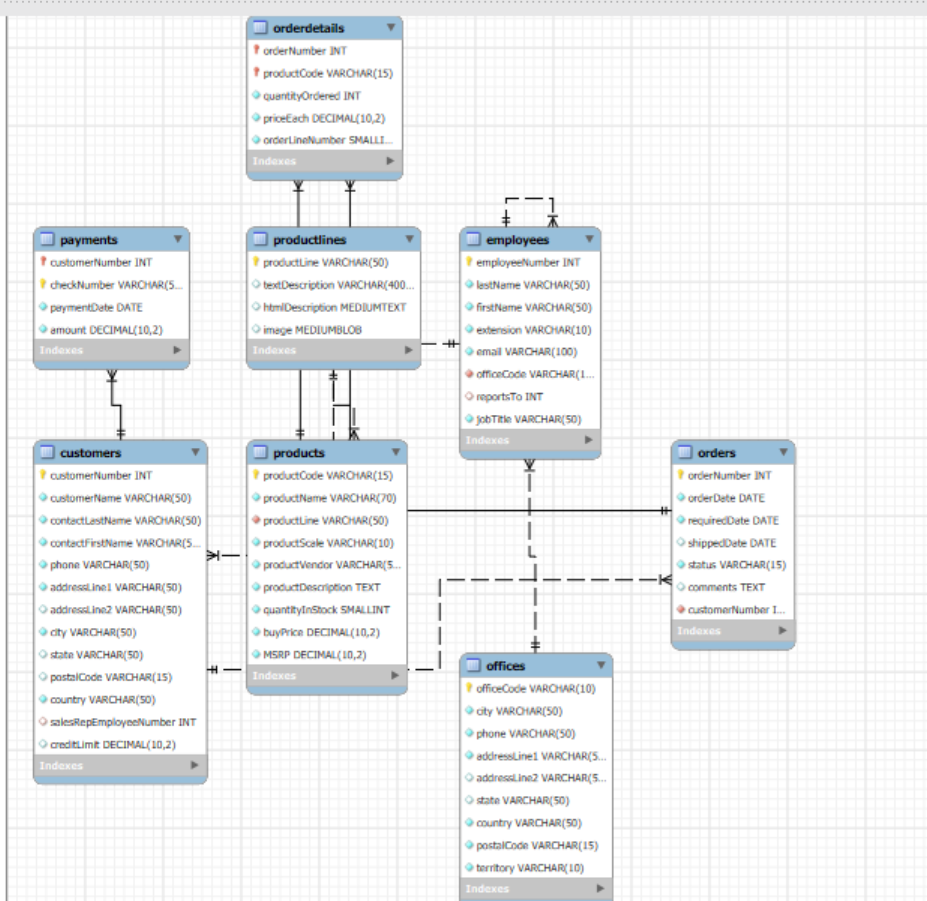 orderdetails
orderNumber INT
productCode VARCHAR(15)
quantityOrdered INT
priceEach DECIMAL(10,2)
orderLineNumber SMALLI...
Indexes
payments
customerNumber INT
checkNumber VARCHAR(5...
paymentDate DATE
amount DECIMAL(10,2)
Indexes
productlines
productLine VARCHAR(50)
textDescription VARCHAR(400...
htmlDescription MEDIUMTEXT
image MEDIUMBLOB
Indexes
employees
employeeNumber INT
lastName VARCHAR(50)
firstName VARCHAR(50)
extension VARCHAR(10)
email VARCHAR(100)
officeCode VARCHAR(1...
reportsTo INT
jobTitle VARCHAR(50)
Indexes
customers
customerNumber INT
customerName VARCHAR(50)
contactLastName VARCHAR(50)
contactFirstName VARCHAR(5...
phone VARCHAR(50)
addressLine1 VARCHAR(50)
addressLine2 VARCHAR(50)
city VARCHAR(50)
state VARCHAR(50)
postalCode VARCHAR(15)
country VARCHAR(50)
salesRepEmployeeNumber INT
creditLimit DECIMAL(10,2)
Indexes
products
productCode VARCHAR(15)
productName VARCHAR(70)
productLine VARCHAR(50)
productScale VARCHAR(10)
productVendor VARCHAR(5...
productDescription TEXT
quantityInStock SMALLINT
buyPrice DECIMAL(10,2)
MSRP DECIMAL(10,2)
Indexes
orders
orderNumber INT
orderDate DATE
requiredDate DATE
shippedDate DATE
status VARCHAR(15)
comments TEXT
customerNumber I...
Indexes
offices
officeCode VARCHAR(10)
city VARCHAR(50)
phone VARCHAR(50)
addressLine1 VARCHAR(5...
addressLine2 VARCHAR(5...
state VARCHAR(50)
country VARCHAR(50)
postalCode VARCHAR(15)
territory VARCHAR(10)
Indexes